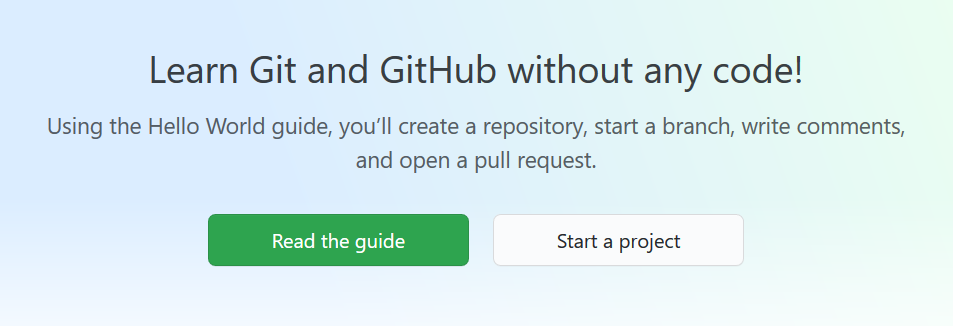 Learn Git and GitHub without any code!
Using the Hello World guide, you’ll create a repository, start a branch, write comments,
and open a pull request.
Read the guide
Start a project